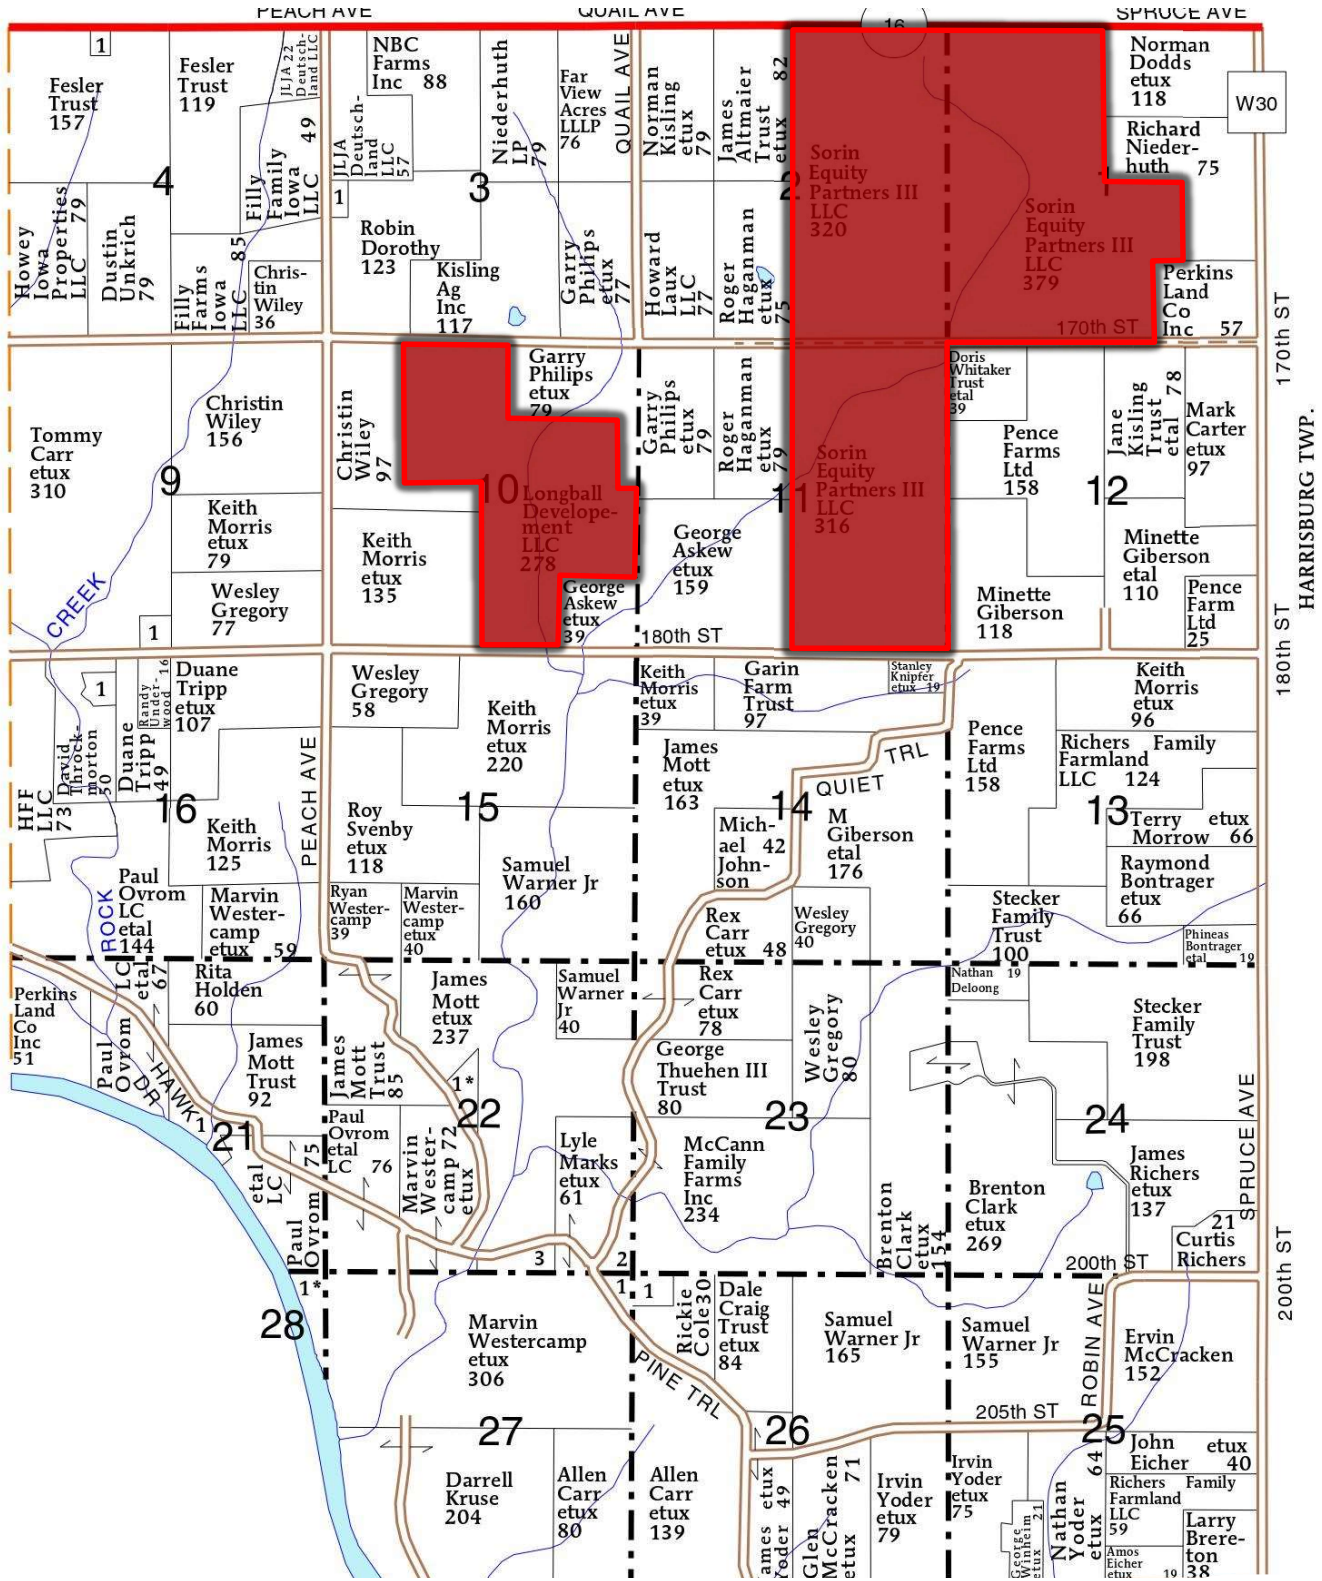 PEACH AVE
QUAIL AVE
SPRUCE AVE
16
1
Fesler
Trust
157
Fesler
Trust
119
JLJA 22
Deutsch-
land LLC
NBC
Farms
Inc 88
Niederhuth
LP 79
Far
View
Acres
LLLP
76
QUAIL AVE
Norman
Kisling
etux
79
James
Altmaier
Trust
etux 82
Norman
Dodds
etux
118
W30
Richard
Nieder-
huth 75
Filly
Family
Iowa
LLC 49
JLJA
Deutsch-
land
LLC
57
4
3
2
1
1
Howey
Iowa
Properties
LLC 79
Dustin
Unkrich
79
Filly
Farms
Iowa
LLC 85
Chris-
tin
Wiley
36
Robin
Dorothy
123
Kisling
Ag
Inc
117
Garry
Philips
etux
77
Howard
Laux
LLC
77
Roger
Haganman
etux
75
Sorin
Equity
Partners III
LLC
320
Sorin
Equity
Partners III
LLC
379
Perkins
Land
Co
Inc 57
170th ST
170th ST
Tommy
Carr
etux
310
Christin
Wiley
156
Christin
Wiley
97
Garry
Philips
etux
79
Garry
Philips
etux
79
Roger
Haganman
etux
79
Sorin
Equity
Partners III
LLC
316
Doris
Whitaker
Trust
etal
39
Pence
Farms
Ltd
158
Jane
Kisling
Trust
etal 78
Mark
Carter
etux
97
HARRISBURG TWP.
9
10
11
12
Keith
Morris
etux
79
Longball
Develope-
ment
LLC
278
Keith
Morris
etux
135
George
Askew
etux
159
Minette
Giberson
etal
110
Wesley
Gregory
77
George
Askew
etux
39
Minette
Giberson
118
Pence
Farm
Ltd
25
CREEK
1
180th ST
180th ST
1
Randy
Under-
wood 16
Duane
Tripp
etux
107
Wesley
Gregory
58
Keith
Morris
etux
220
Keith
Morris
etux
39
Garin
Farm
Trust
97
Stanley
Knipfer
etux 19
Keith
Morris
etux
96
HFF
LLC
73
David
Throck-
morton
50
Duane
Tripp
49
PEACH AVE
James
Mott
etux
163
QUIET TRL
Pence
Farms
Ltd
158
Richers Family
Farmland
LLC 124
16
15
14
13
Keith
Morris
125
Roy
Svenby
etux
118
Mich-
ael 42
John-
son
M
Giberson
etal
176
Terry etux
Morrow 66
Samuel
Warner Jr
160
Raymond
Bontrager
etux
66
ROCK
Paul
Ovrom
LC
etal
144
Marvin
Wester-
camp
etux 59
Ryan
Wester-
camp
39
Marvin
Wester-
camp
etux
40
Rex
Carr
etux 48
Wesley
Gregory
40
Stecker
Family
Trust
100
Phineas
Bontrager
etal 19
Perkins
Land
Co
Inc
51
Paul
Ovrom
LC
etal
67
Rita
Holden
60
James
Mott
etux
237
Samuel
Warner
Jr
40
Rex
Carr
etux
78
Wesley
Gregory
80
Nathan 19
Deloong
Stecker
Family
Trust
198
HAWK
DR
James
Mott
Trust
92
James
Mott
Trust
85
1*
George
Thuehen III
Trust
80
1
21
22
23
24
Paul
Ovrom
etal
LC 75
Paul
Ovrom
etal
LC 76
Marvin
Wester-
camp 72
etux
Lyle
Marks
etux
61
McCann
Family
Farms
Inc
234
Brenton
Clark
etux
154
Brenton
Clark
etux
269
James
Richers
etux
137
SPRUCE AVE
21
Curtis
Richers
3
2
200th ST
200th ST
1*
28
1
1
Marvin
Westercamp
etux
306
Rickie
Cole 30
Dale
Craig
Trust
etux
84
Samuel
Warner Jr
165
Samuel
Warner Jr
155
ROBIN AVE
Ervin
McCracken
152
PINE TRL
205th ST
27
26
25
Darrell
Kruse
204
Allen
Carr
etux
80
Allen
Carr
etux
139
James
Yoder
etux
49
Glen
McCracken
etux 71
Irvin
Yoder
etux
79
Irvin
Yoder
etux
75
George
Winheim
etux 21
Nathan
Yoder
etux 64
John etux
Eicher 40
Richers Family
Farmland
LLC
59
Amos
Eicher
etux 19
Larry
Brere-
ton
38